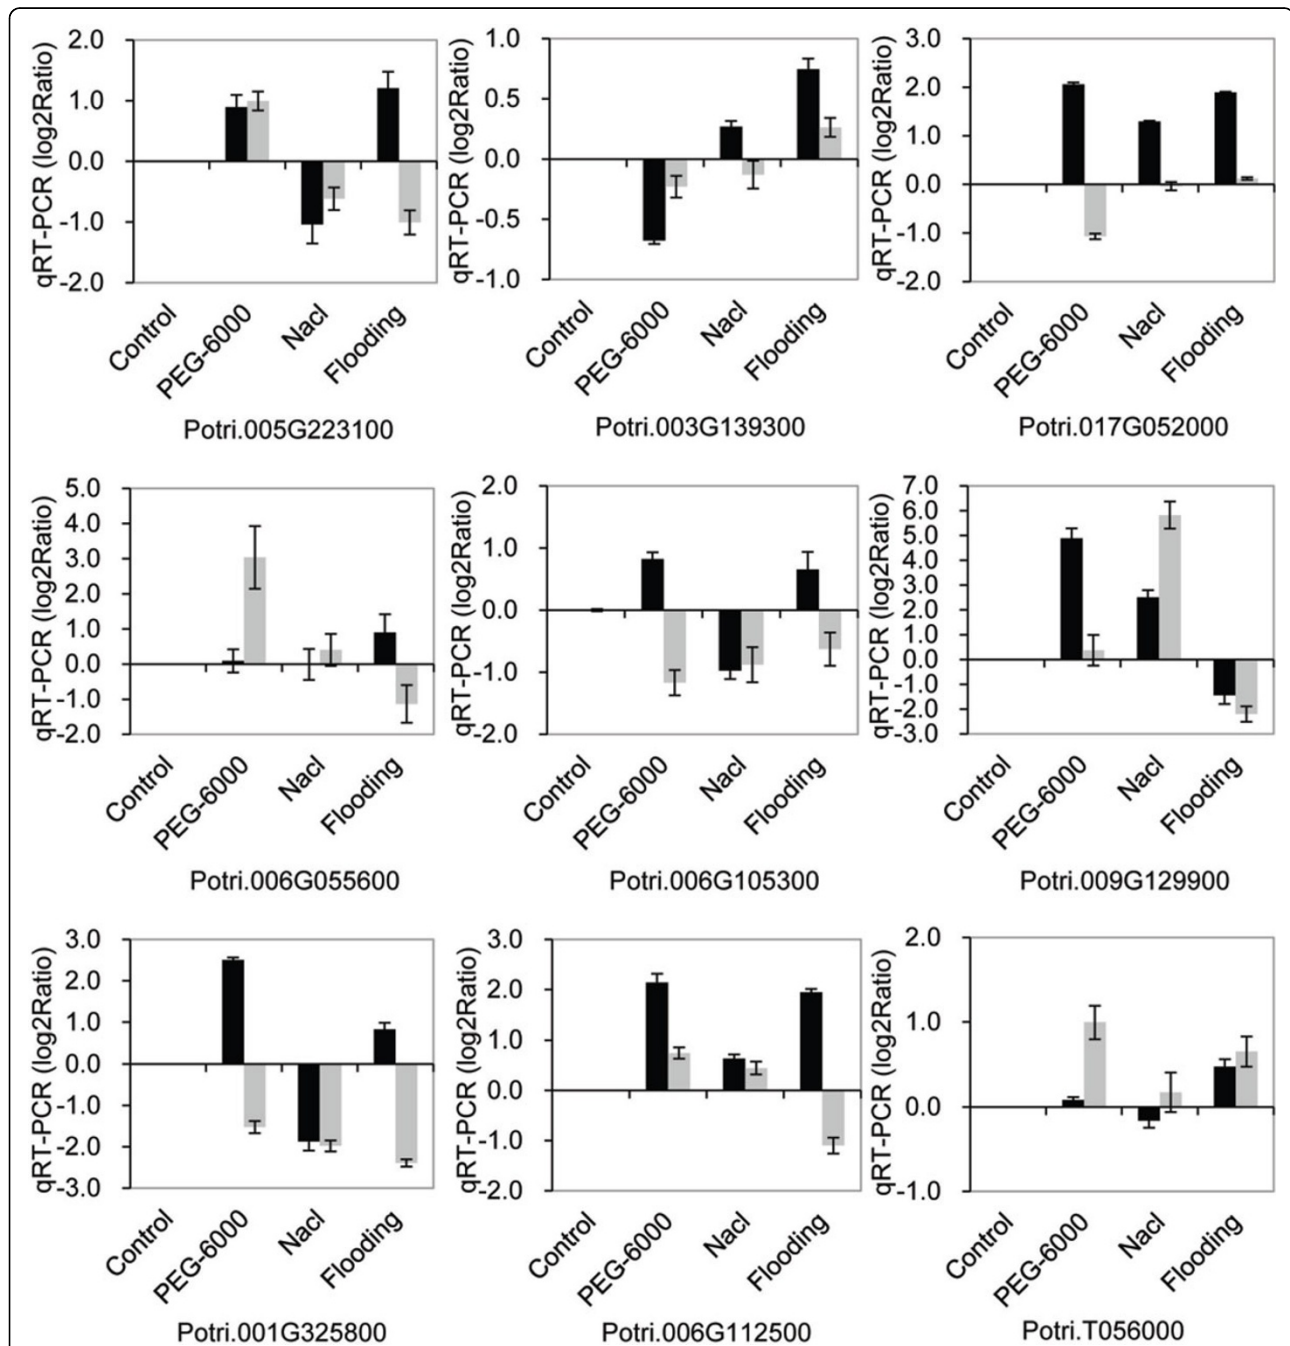 qRT-PCR (log2Ratio)
2.0
1.0
0.0
-1.0
-2.0
Control
PEG-6000
Nacl
Flooding
Potri.005G223100
qRT-PCR (log2Ratio)
1.0
0.5
0.0
-0.5
-1.0
Control
PEG-6000
Nacl
Flooding
Potri.003G139300
qRT-PCR (log2Ratio)
3.0
2.0
1.0
0.0
-1.0
-2.0
Control
PEG-6000
Nacl
Flooding
Potri.017G052000
qRT-PCR (log2Ratio)
5.0
4.0
3.0
2.0
1.0
0.0
-1.0
-2.0
Control
PEG-6000
Nacl
Flooding
Potri.006G055600
qRT-PCR (log2Ratio)
2.0
1.0
0.0
-1.0
-2.0
Control
PEG-6000
Nacl
Flooding
Potri.006G105300
qRT-PCR (log2Ratio)
7.0
6.0
5.0
4.0
3.0
2.0
1.0
0.0
-1.0
-2.0
-3.0
Control
PEG-6000
Nacl
Flooding
Potri.009G129900
qRT-PCR (log2Ratio)
3.0
2.0
1.0
0.0
-1.0
-2.0
-3.0
Control
PEG-6000
Nacl
Flooding
Potri.001G325800
qRT-PCR (log2Ratio)
3.0
2.0
1.0
0.0
-1.0
-2.0
Control
PEG-6000
Nacl
Flooding
Potri.006G112500
qRT-PCR (log2Ratio)
2.0
1.0
0.0
-1.0
Control
PEG-6000
Nacl
Flooding
Potri.T056000